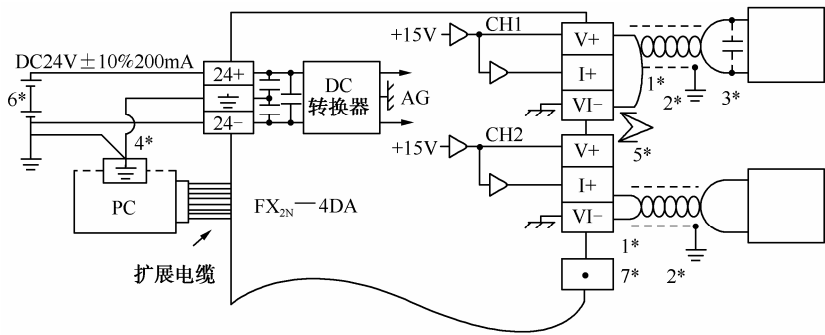 +15V CH1
DC24V±10%200mA
24+
24−
DC
转换器
AG
V+
I+
VI−
1*
2*
3*
6*
4*
+15V CH2
5*
V+
I+
VI−
PC
FX2N—4DA
扩展电缆
1*
2*
7*